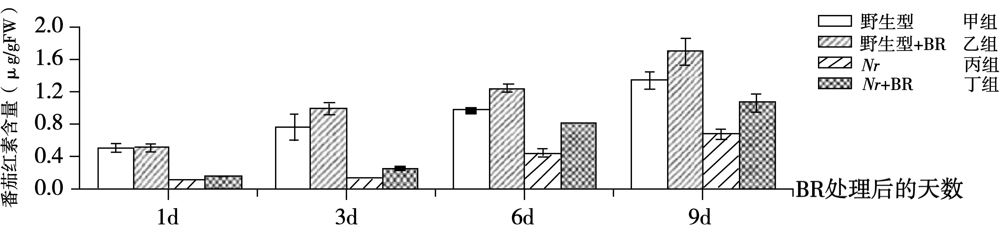 番茄红素含量（μg/gFW）
2.0
1.6
1.2
0.8
0.4
0.0
1d 3d 6d 9d
BR处理后的天数
野生型 甲组
野生型+BR 乙组
Nr 丙组
Nr+BR 丁组